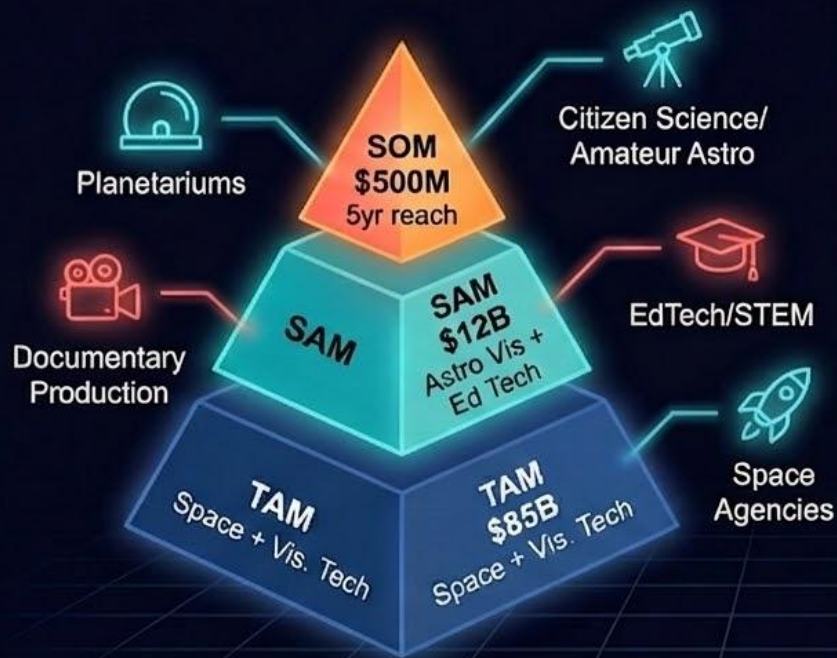 Planetariums
Citizen Science/
Amateur Astro
SOM
$500M
5yr reach
Documentary
Production
SAM
SAM
$12B
Astro Vis +
Ed Tech
EdTech/STEM
TAM
Space + Vis. Tech
TAM
$85B
Space + Vis. Tech
Space
Agencies